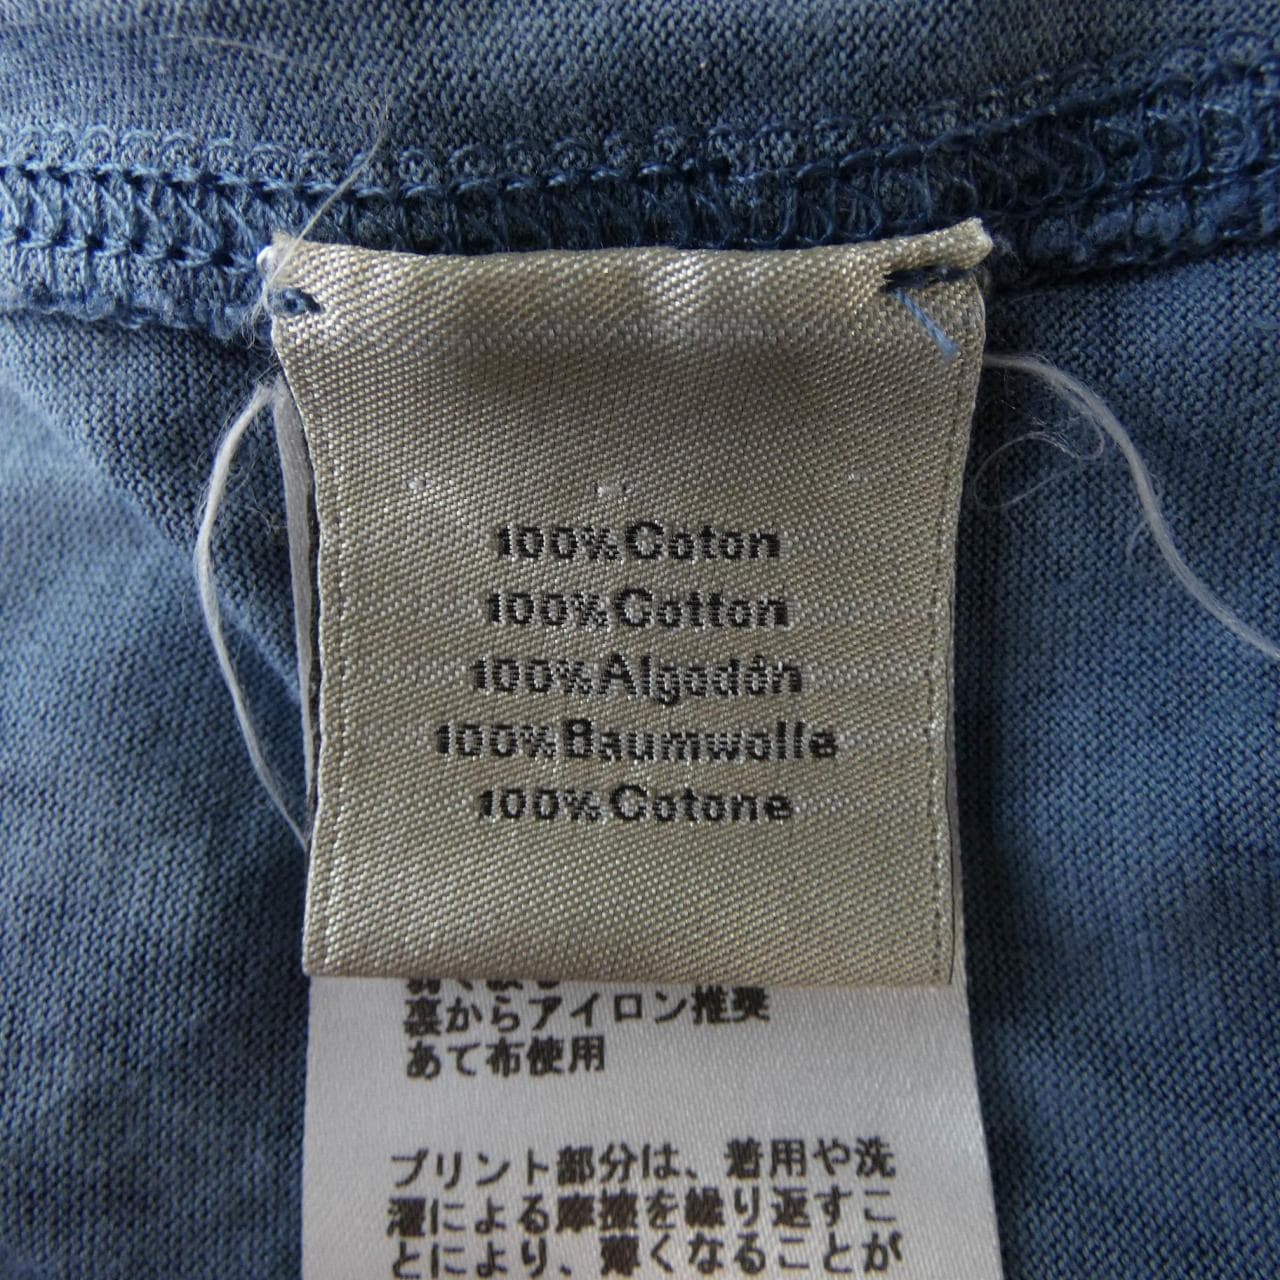 100%Coton
100%Cotton
100%Algodón
100%Baumwolle
100%Cotone
裏からアイロン推奨
あて布使用
プリント部分は、着用や洗
濯による摩擦を繰り返すこ
とにより、薄くなることが